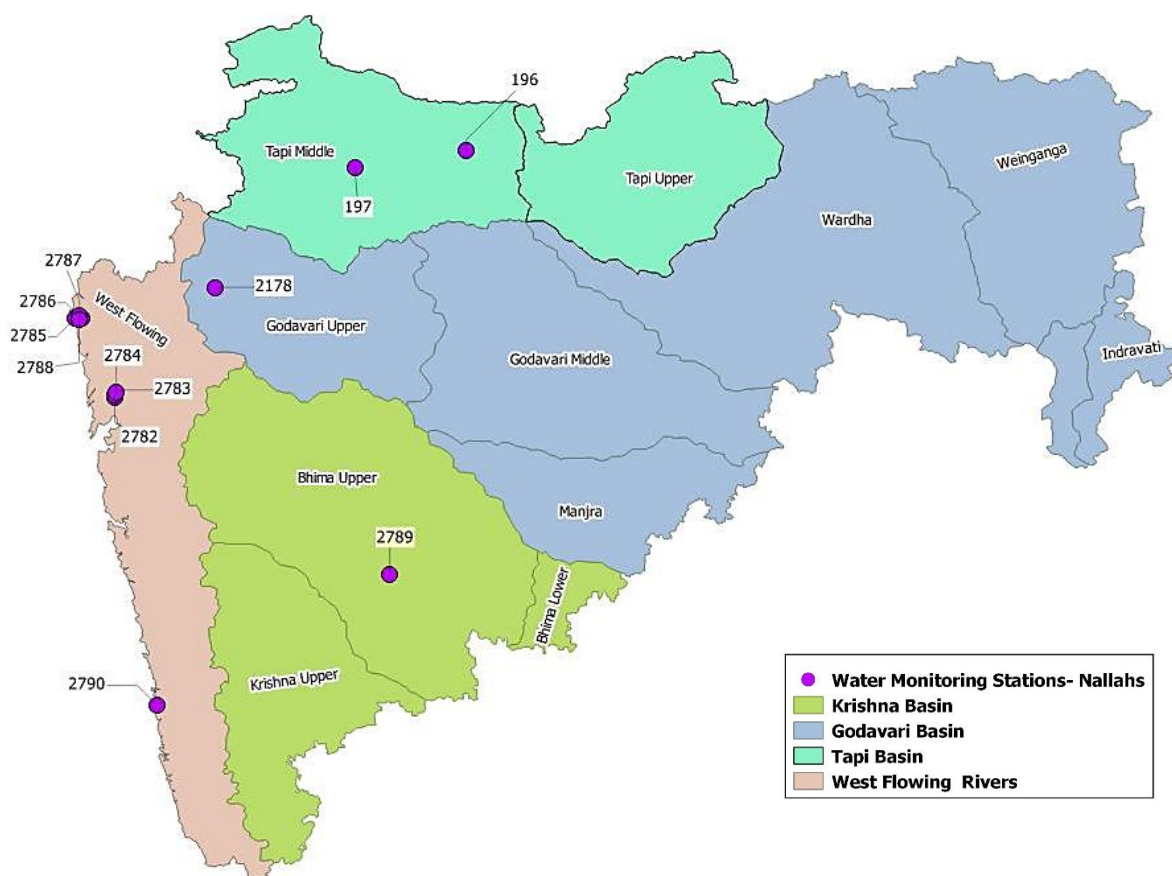 196
Tapi Middle
197
Tapi Upper
Weinganga
Wardha
2787
2786
2785
2788
West Flowing
2178
Godavari Upper
Godavari Middle
Indravati
2784
2783
2782
Bhima Upper
Manjra
2789
Bhima Lower
Krishna Upper
2790
Water Monitoring Stations- Nallahs
Krishna Basin
Godavari Basin
Tapi Basin
West Flowing Rivers